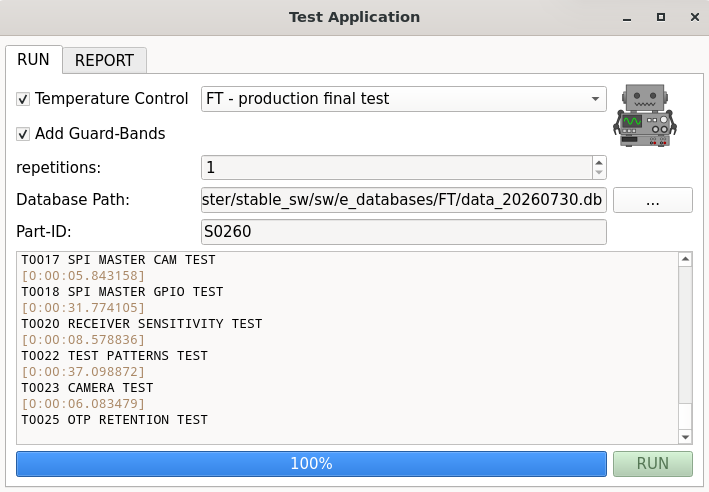 Test Application
RUN
REPORT
Temperature Control
FT - production final test
Add Guard-Bands
repetitions:
1
Database Path:
ster/stable_sw/sw/e_databases/FT/data_20260730.db
...
Part-ID:
S0260
T0017 SPI MASTER CAM TEST
[0:00:05.843158]
T0018 SPI MASTER GPIO TEST
[0:00:31.774105]
T0020 RECEIVER SENSITIVITY TEST
[0:00:08.578836]
T0022 TEST PATTERNS TEST
[0:00:37.098872]
T0023 CAMERA TEST
[0:00:06.083479]
T0025 OTP RETENTION TEST
100%
RUN